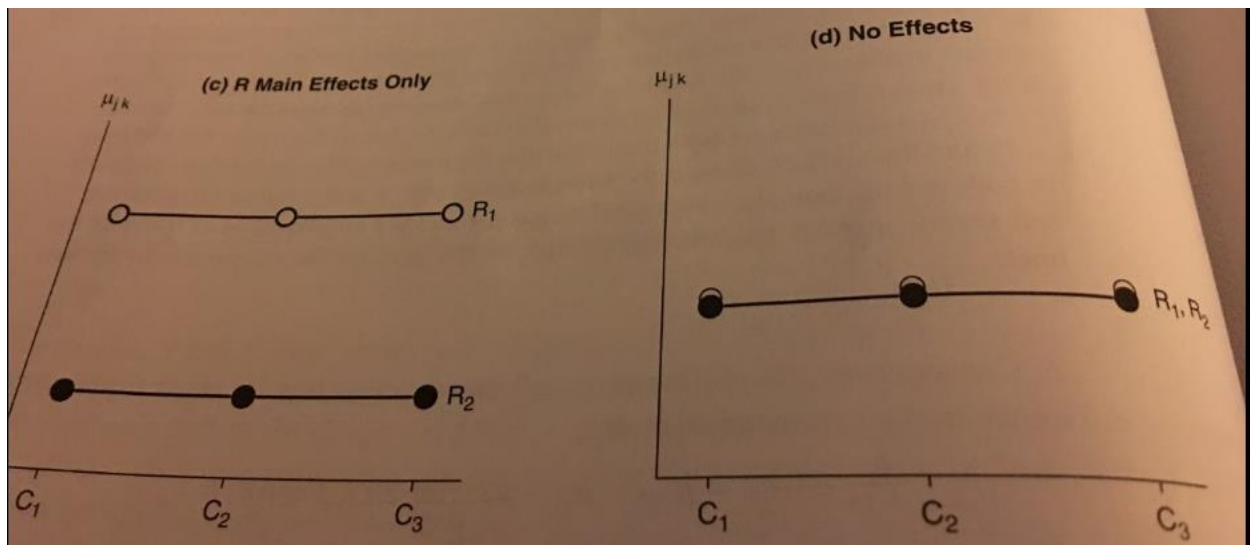 (c) R Main Effects Only
μjk
R₁
R₂
C₁
C₂
C₃
(d) No Effects
μjk
R₁, R₂
C₁
C₂
C₃